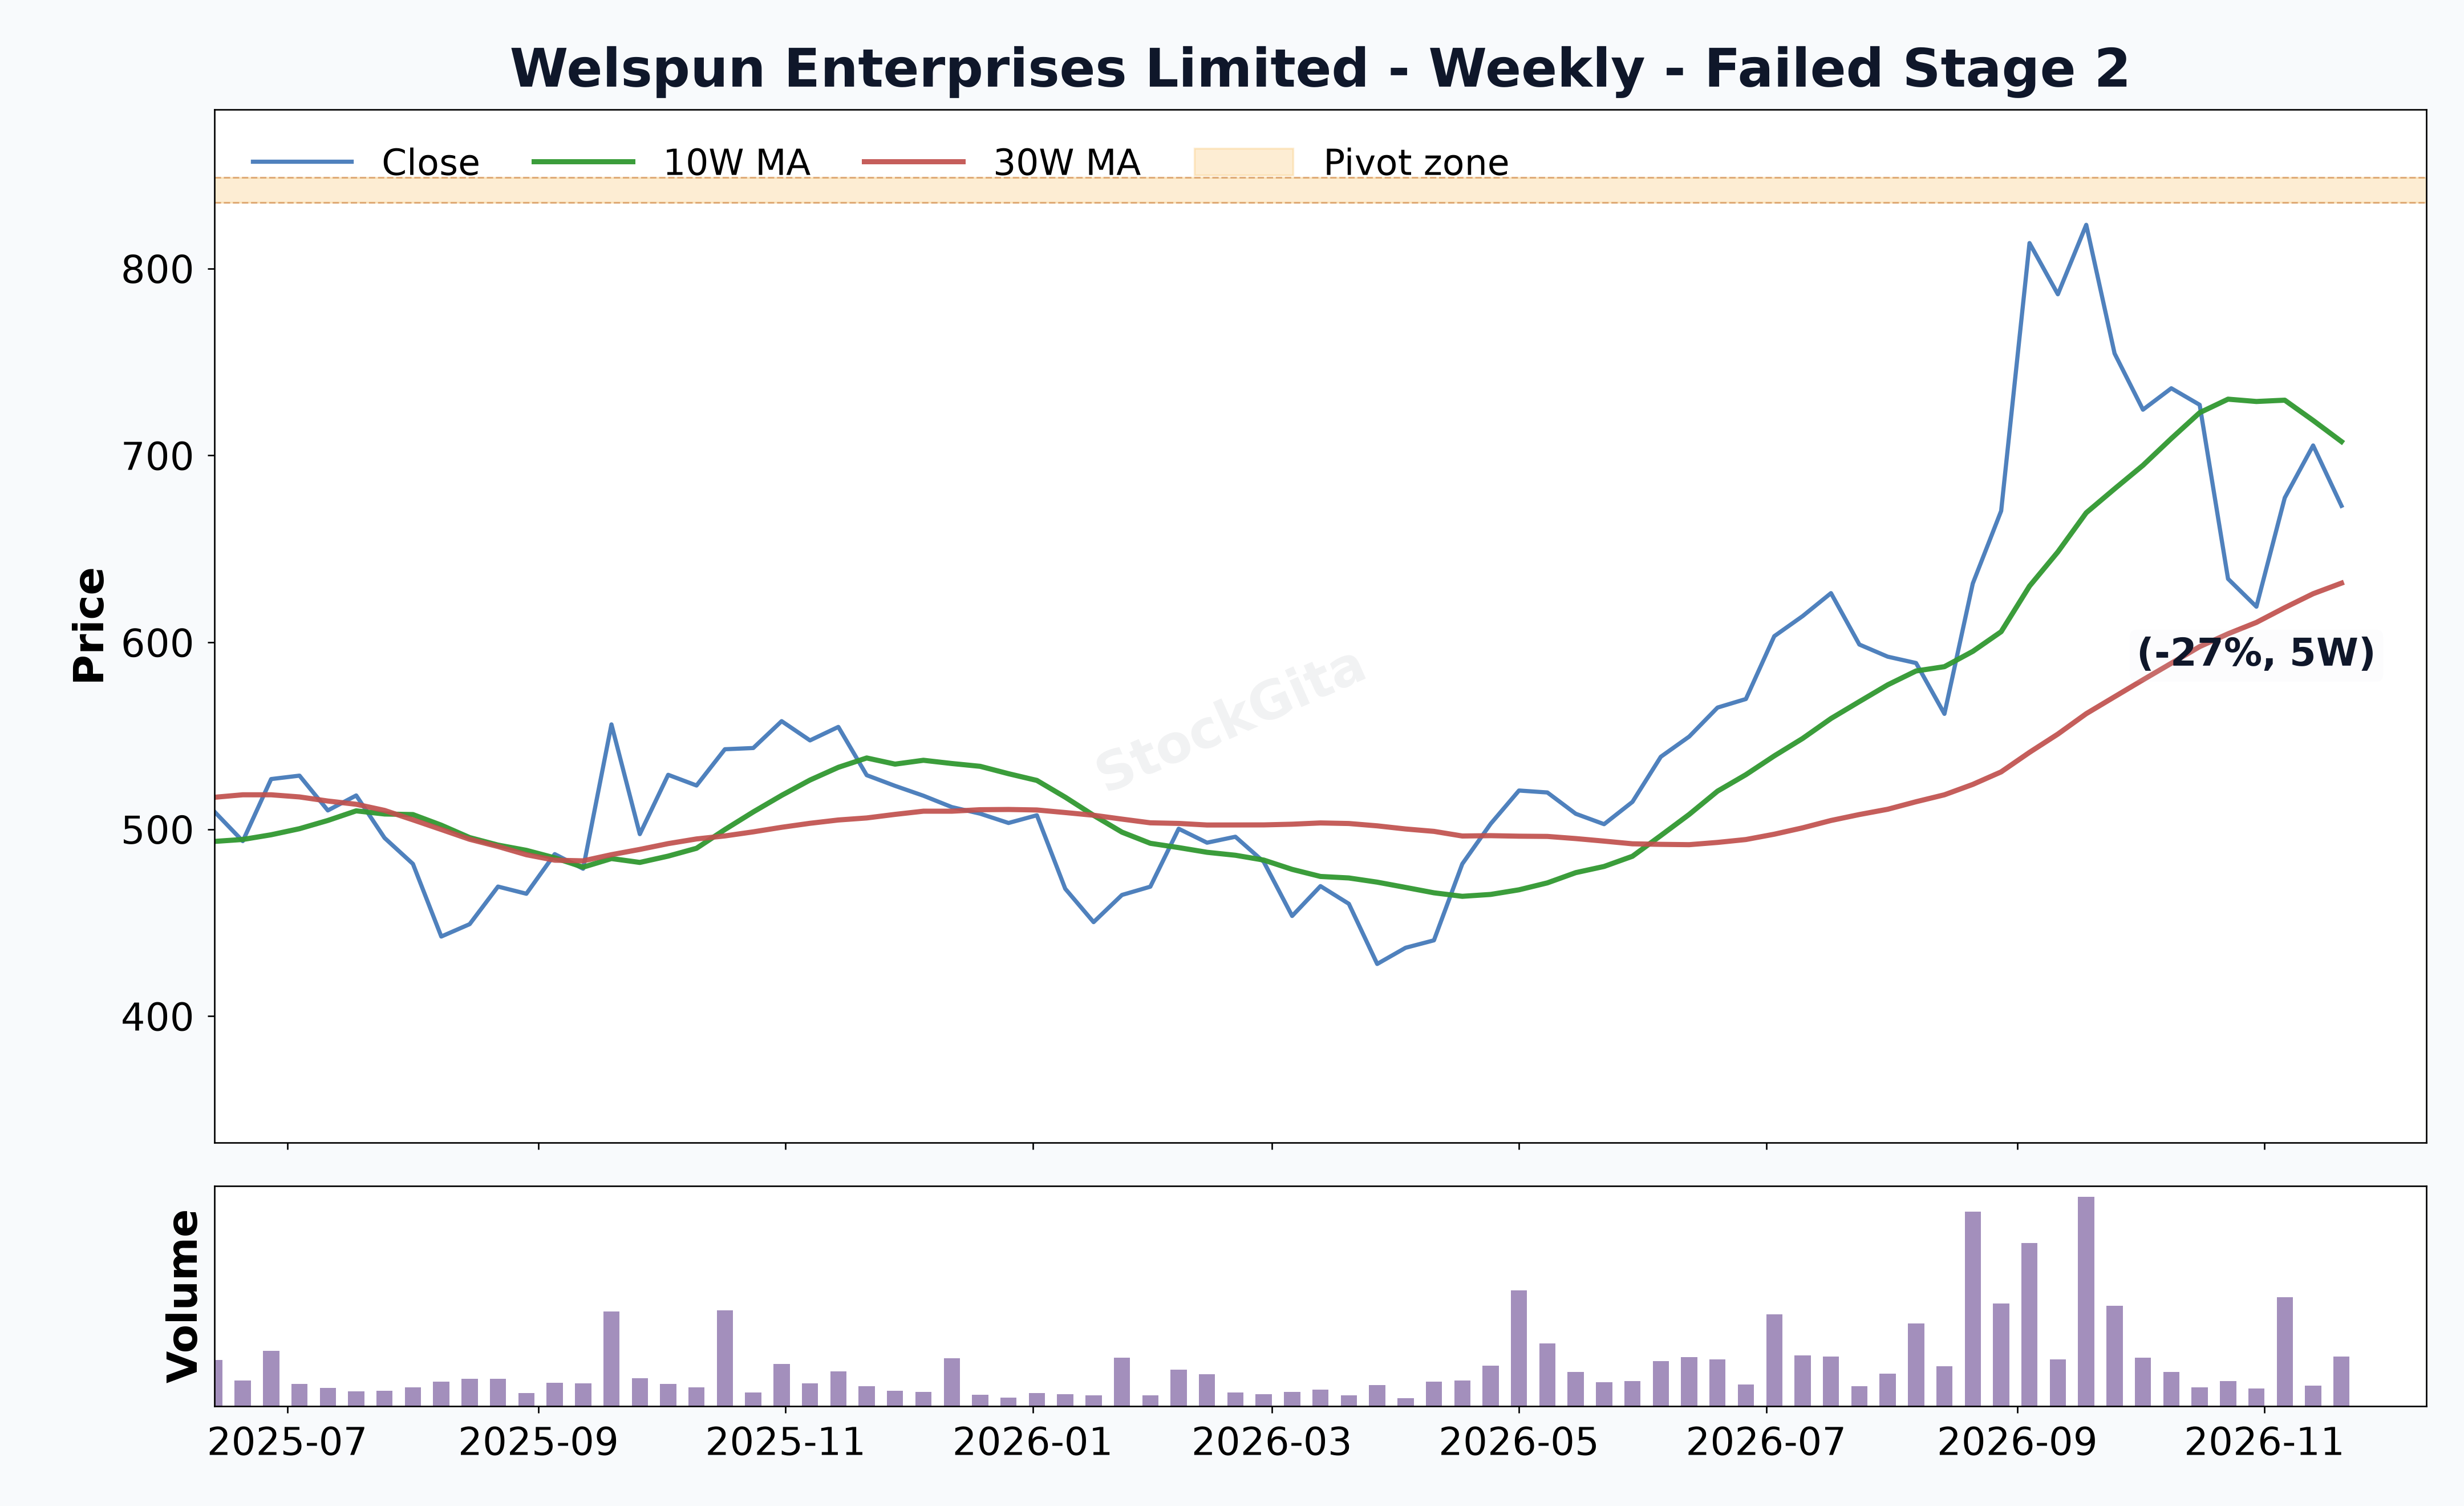 Welspun Enterprises Limited - Weekly - Failed Stage 2
Close 10W MA 30W MA Pivot zone
800
700
600
500
400
Price
(-27%, 5W)
StockGita
Volume
2025-07 2025-09 2025-11 2026-01 2026-03 2026-05 2026-07 2026-09 2026-11